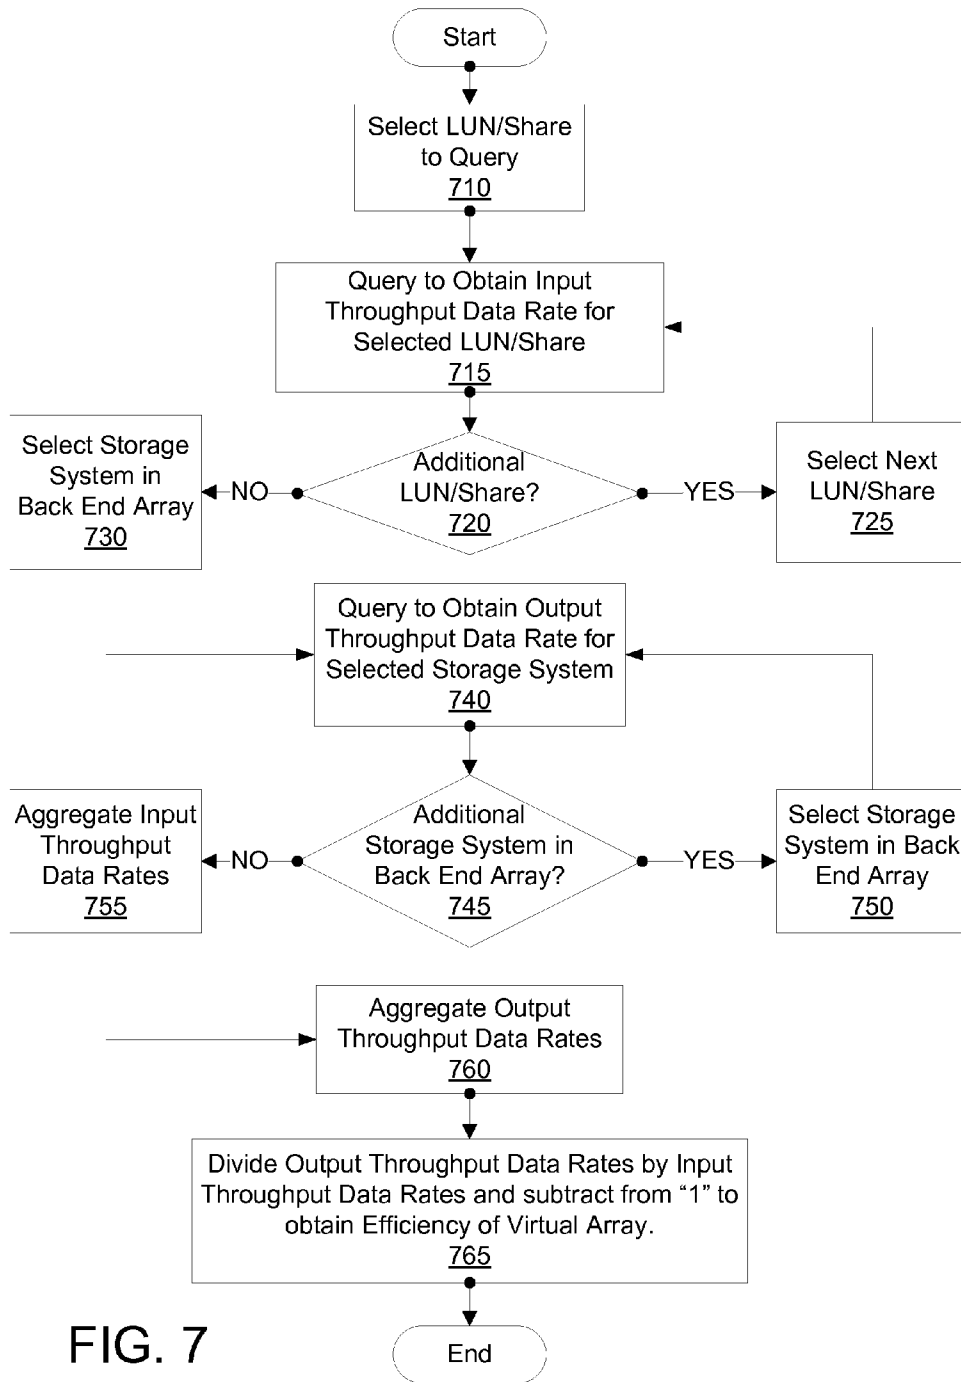 Start
Select LUN/Share
to Query
710
Query to Obtain Input
Throughput Data Rate for
Selected LUN/Share
715
Select Storage
System in
Back End Array
730
NO
Additional
LUN/Share?
720
YES
Select Next
LUN/Share
725
Query to Obtain Output
Throughput Data Rate for
Selected Storage System
740
Aggregate Input
Throughput
Data Rates
755
NO
Additional
Storage System in
Back End Array?
745
YES
Select Storage
System in Back
End Array
750
Aggregate Output
Throughput Data Rates
760
Divide Output Throughput Data Rates by Input
Throughput Data Rates and subtract from “1” to
obtain Efficiency of Virtual Array.
765
FIG. 7
End